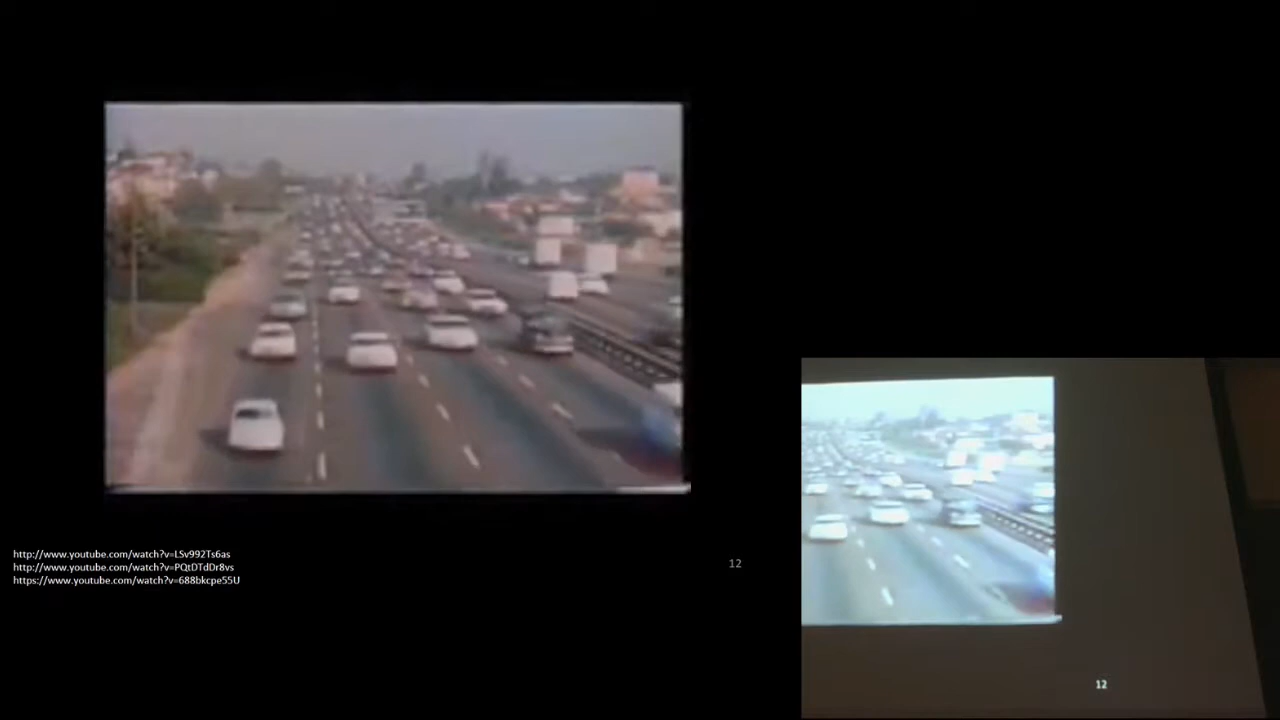 http://www.youtube.com/watch?v=LSv992Ts6as
http://www.youtube.com/watch?v=PQtDTdDr8vs
https://www.youtube.com/watch?v=688bkcpe55U
12
12